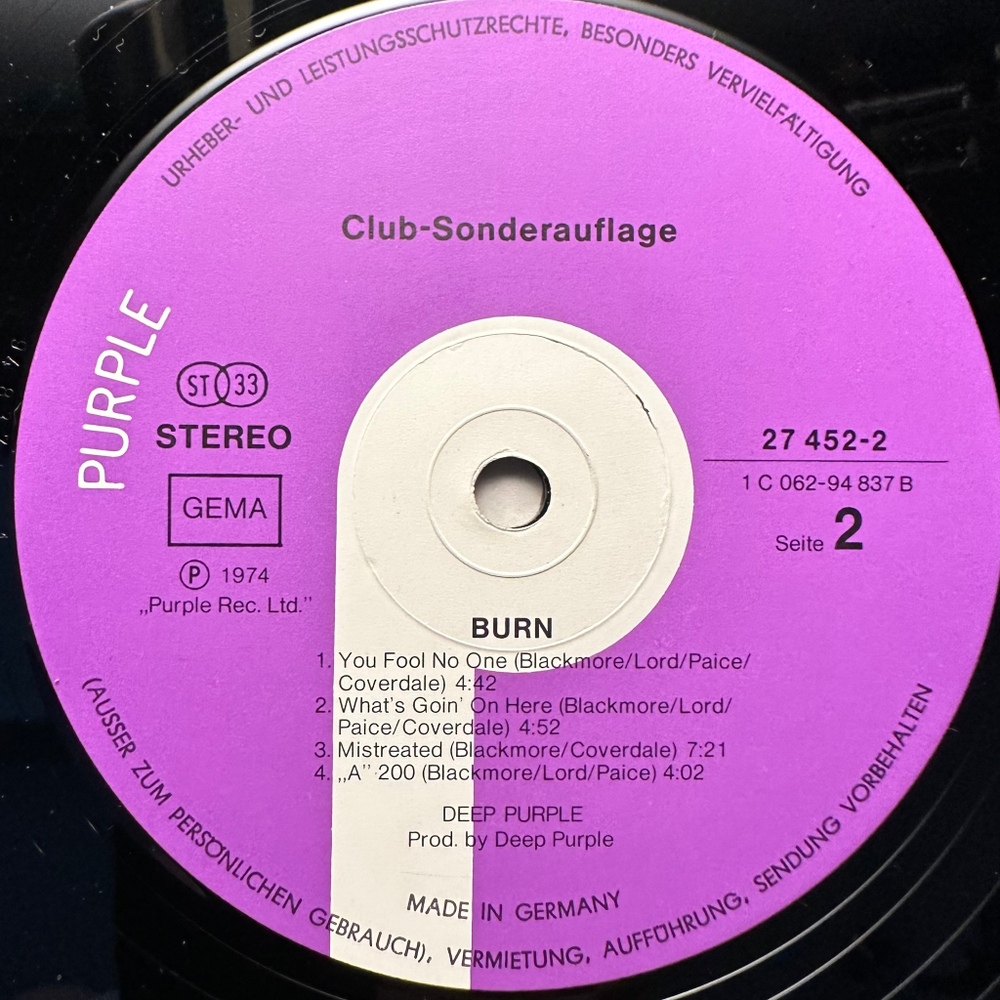 URHEBER- UND LEISTUNGSSCHUTZRECHTE, BESONDERS VERVIELFÄLTIGUNG
Club-Sonderauflage
PURPLE
ST 33
STEREO
GEMA
Ⓟ 1974
„Purple Rec. Ltd.”
27 452-2
1 C 062-94 837 B
Seite 2
BURN
1. You Fool No One (Blackmore/Lord/Paice/
Coverdale) 4:42
2. What's Goin' On Here (Blackmore/Lord/
Paice/Coverdale) 4:52
3. Mistreated (Blackmore/Coverdale) 7:21
4. „A” 200 (Blackmore/Lord/Paice) 4:02
DEEP PURPLE
Prod. by Deep Purple
MADE IN GERMANY
(AUSSER ZUM PERSÖNLICHEN GEBRAUCH), VERMIETUNG, AUFFÜHRUNG, SENDUNG VORBEHALTEN